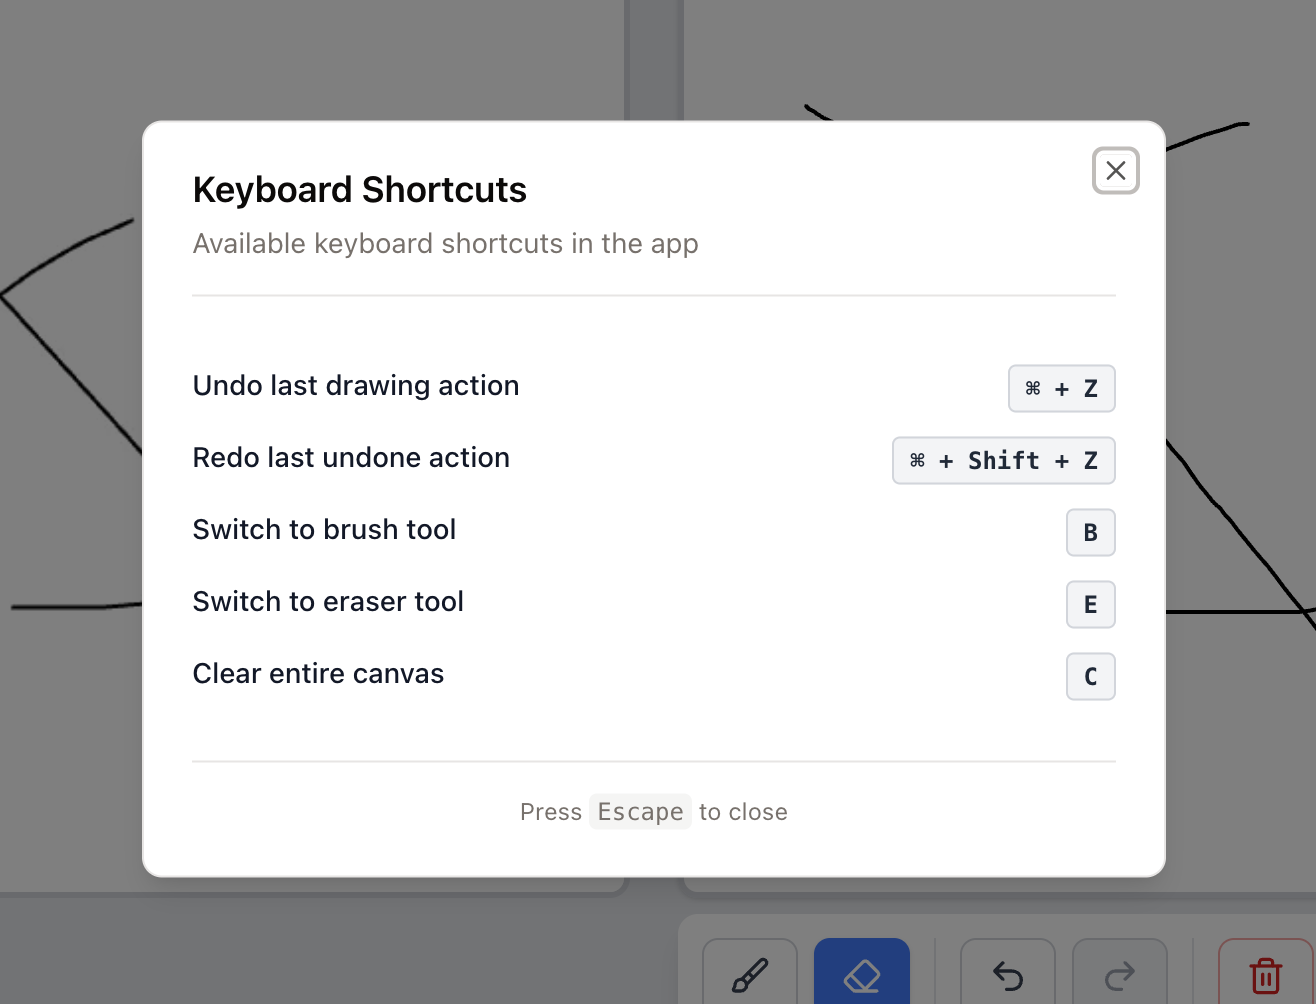 Keyboard Shortcuts
Available keyboard shortcuts in the app
Undo last drawing action ⌘ + Z
Redo last undone action ⌘ + Shift + Z
Switch to brush tool B
Switch to eraser tool E
Clear entire canvas C
Press Escape to close